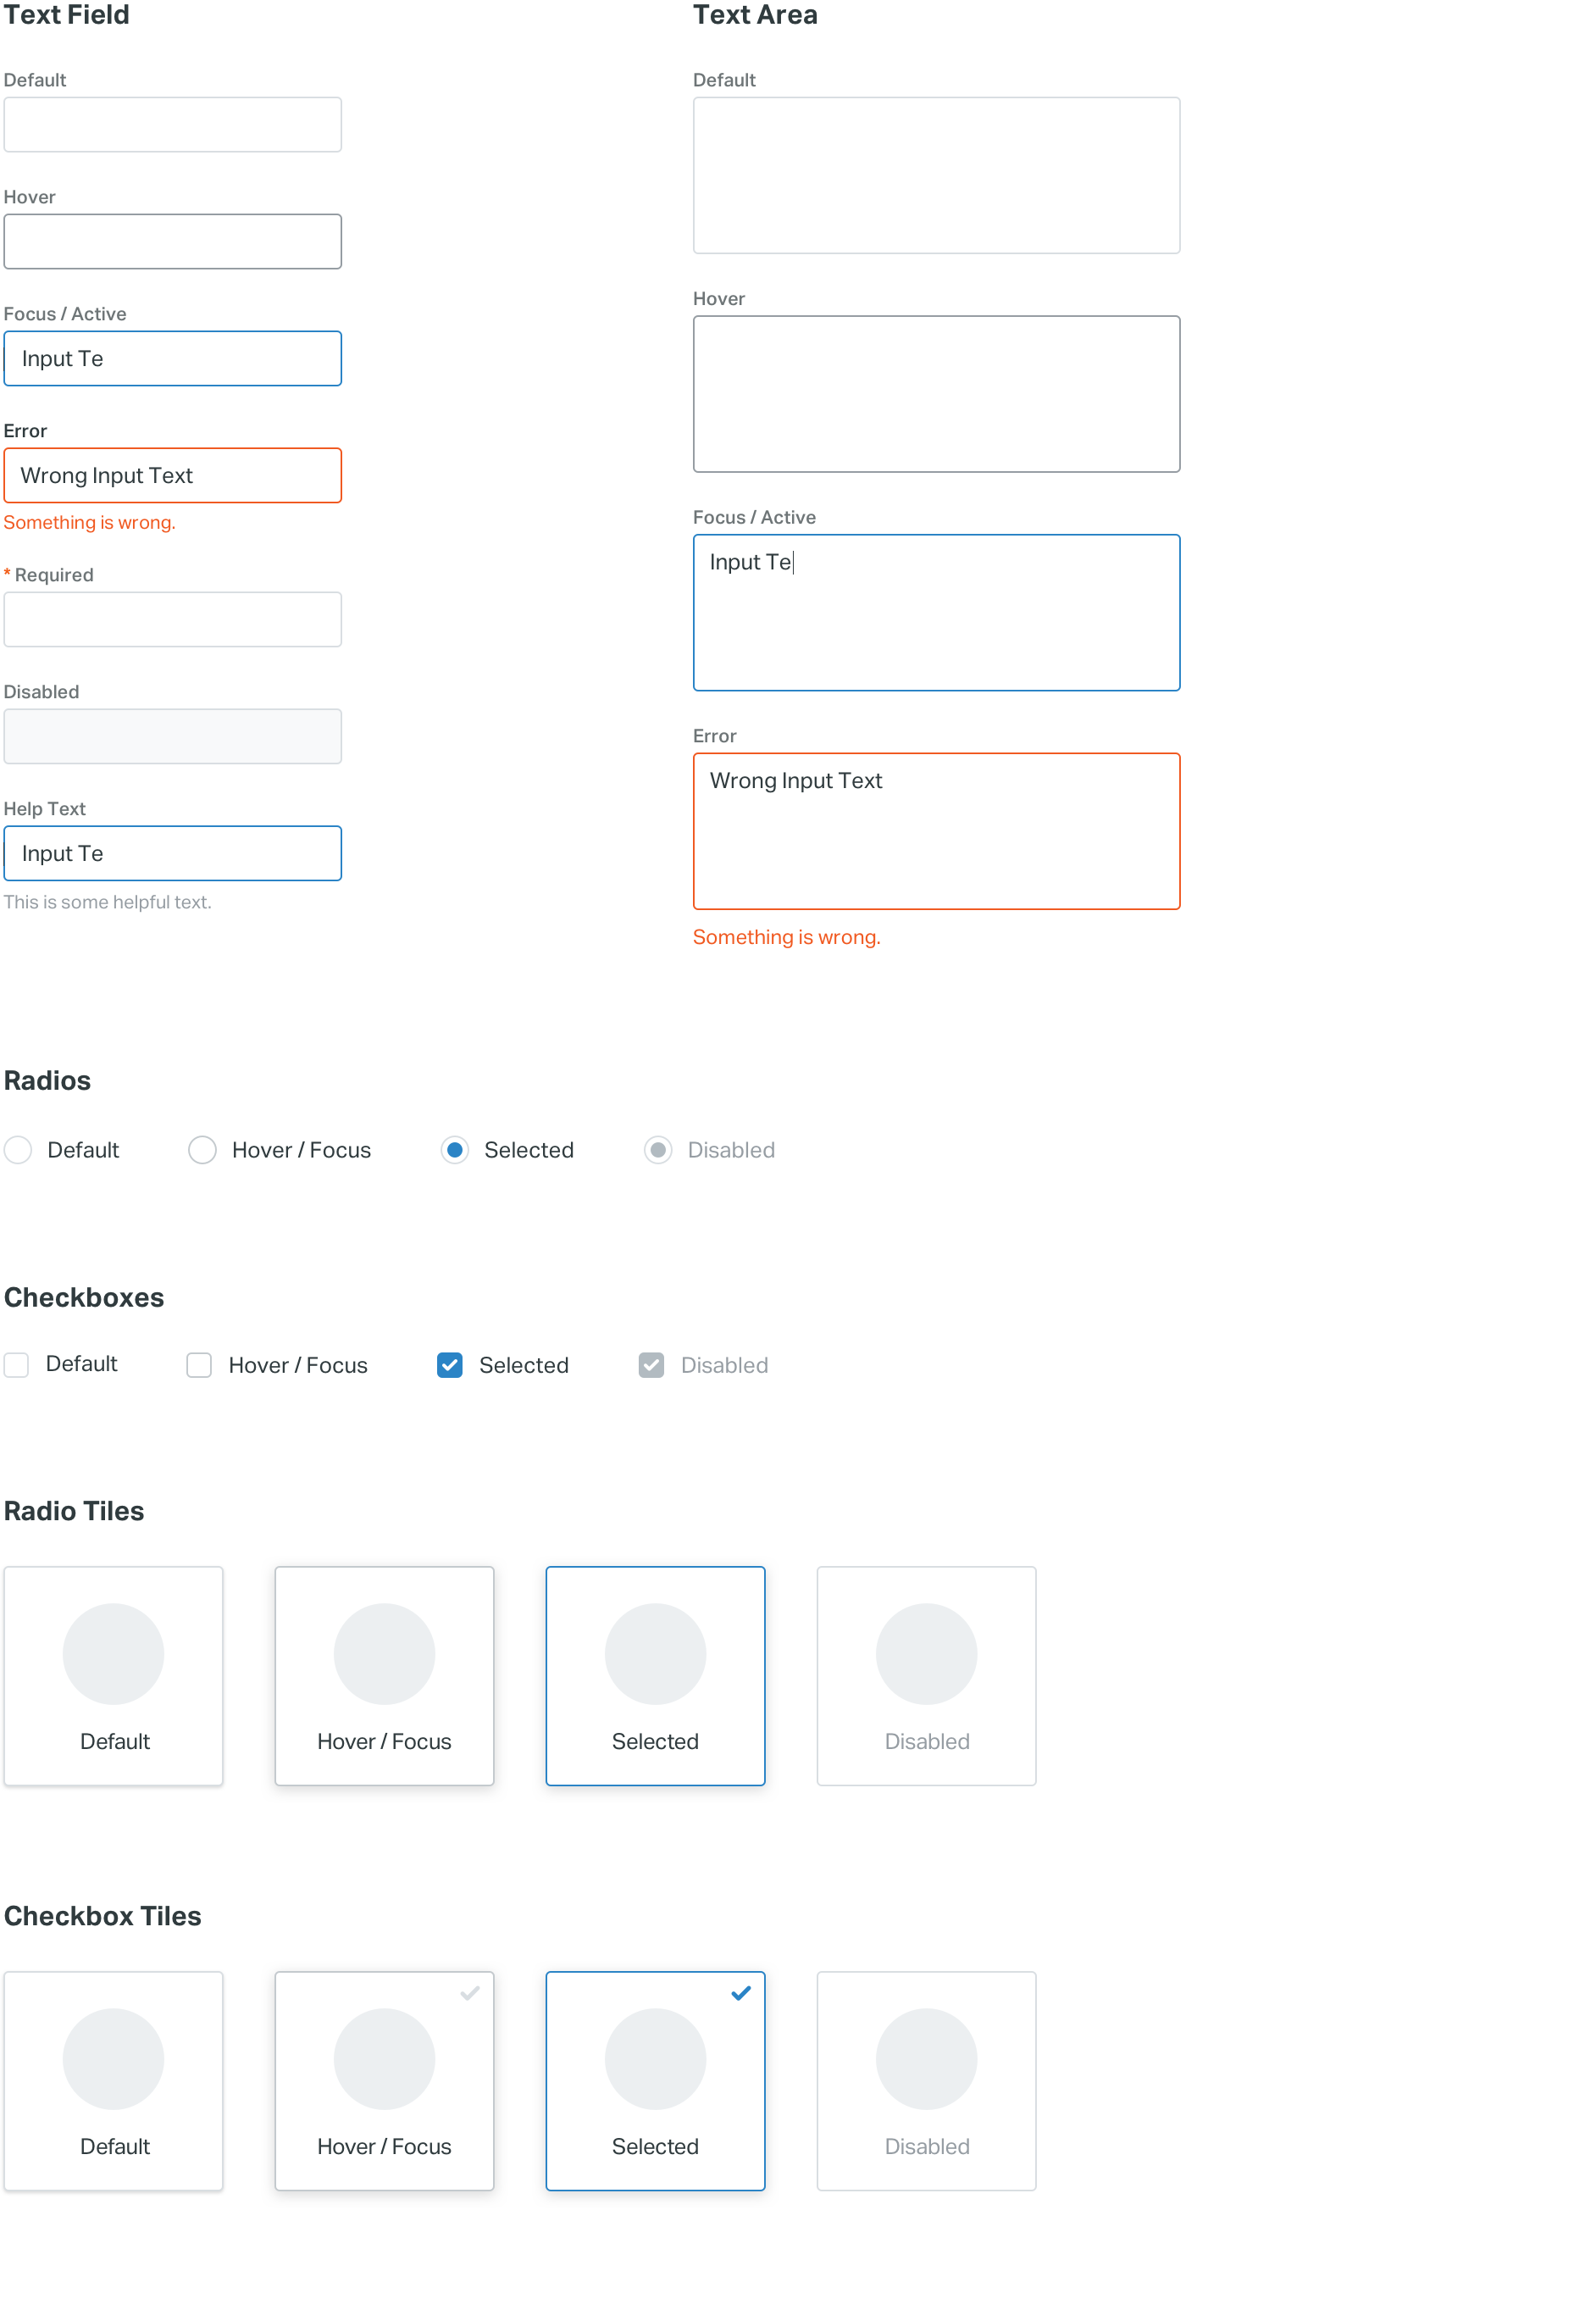 Text Field
Default
Hover
Focus / Active
Input Te
Error
Wrong Input Text
Something is wrong.
* Required
Disabled
Help Text
Input Te
This is some helpful text.
Text Area
Default
Hover
Focus / Active
Input Te
Error
Wrong Input Text
Something is wrong.
Radios
Default Hover / Focus Selected Disabled
Checkboxes
Default Hover / Focus Selected Disabled
Radio Tiles
Default Hover / Focus Selected Disabled
Checkbox Tiles
Default Hover / Focus Selected Disabled